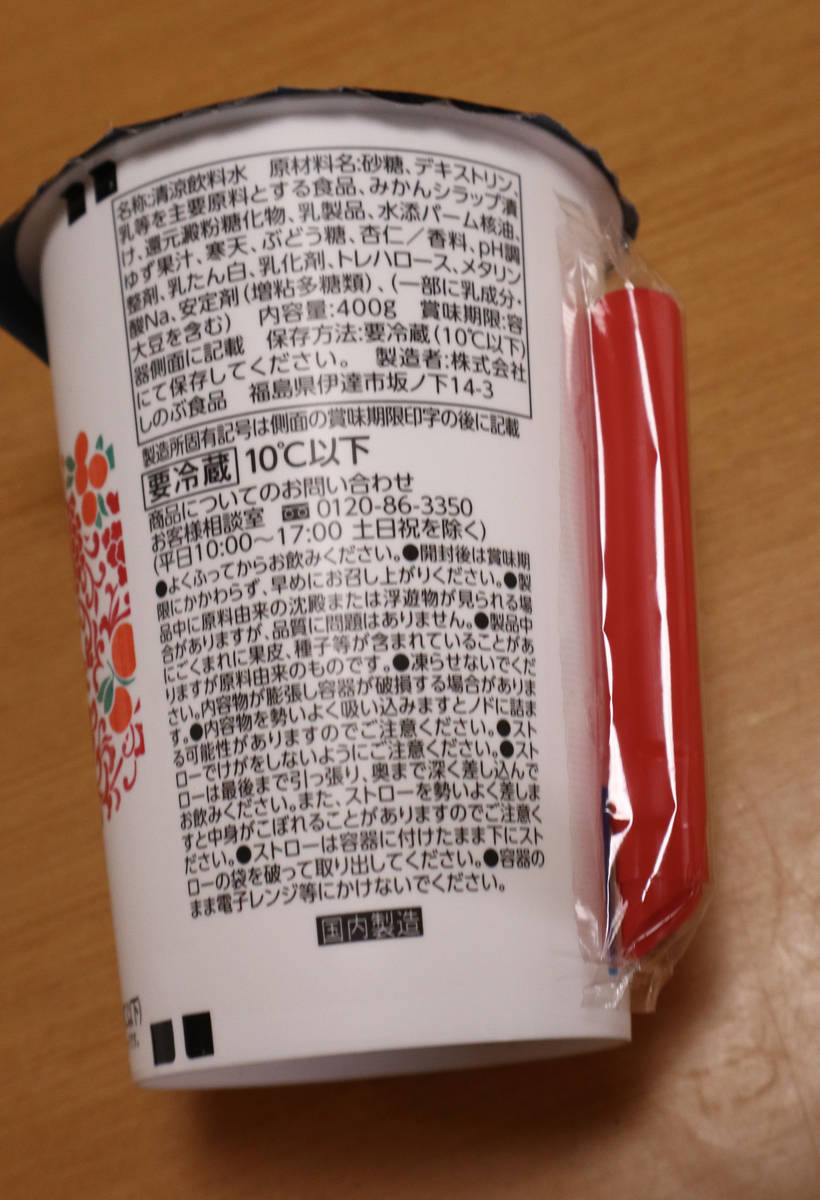 名称:清涼飲料水 原材料名:砂糖、デキストリン、
乳等を主要原料とする食品、みかんシラップ漬
け、還元澱粉糖化物、乳製品、水添パーム核油、
ゆず果汁、寒天、ぶどう糖、杏仁/香料、pH調
整剤、乳たん白、乳化剤、トレハロース、メタリン
酸Na、安定剤(増粘多糖類)、(一部に乳成分・
大豆を含む) 内容量:400g 賞味期限:容
器側面に記載 保存方法:要冷蔵(10℃以下)
にて保存してください。 製造者:株式会社
しのぶ食品 福島県伊達市坂ノ下14-3
製造所固有記号は側面の賞味期限印字の後に記載
要冷蔵 10℃以下
商品についてのお問い合わせ
お客様相談室 0120-86-3350
(平日10:00〜17:00 土日祝を除く)
●よくふってからお飲みください。●開封後は賞味期
限にかかわらず、早めにお召し上がりください。●製
品中に原料由来の沈殿または浮遊物が見られる場
合がありますが、品質に問題はありません。●製品中
にごくまれに果皮、種子等が含まれていることがあ
りますが原料由来のものです。●凍らせないでくだ
さい。内容物が膨張し容器が破損する場合がありま
す。●内容物を勢いよく吸い込みますとノドに詰ま
る可能性がありますのでご注意ください。●スト
ローでけがをしないようにご注意ください。●スト
ローは最後まで引っ張り、奥まで深く差し込んで
お飲みください。また、ストローを勢いよく差しま
すと中身がこぼれることがありますのでご注意く
ださい。●ストローは容器に付けたまま下にスト
ローの袋を破って取り出してください。●容器の
まま電子レンジ等にかけないでください。
国内製造
以下)